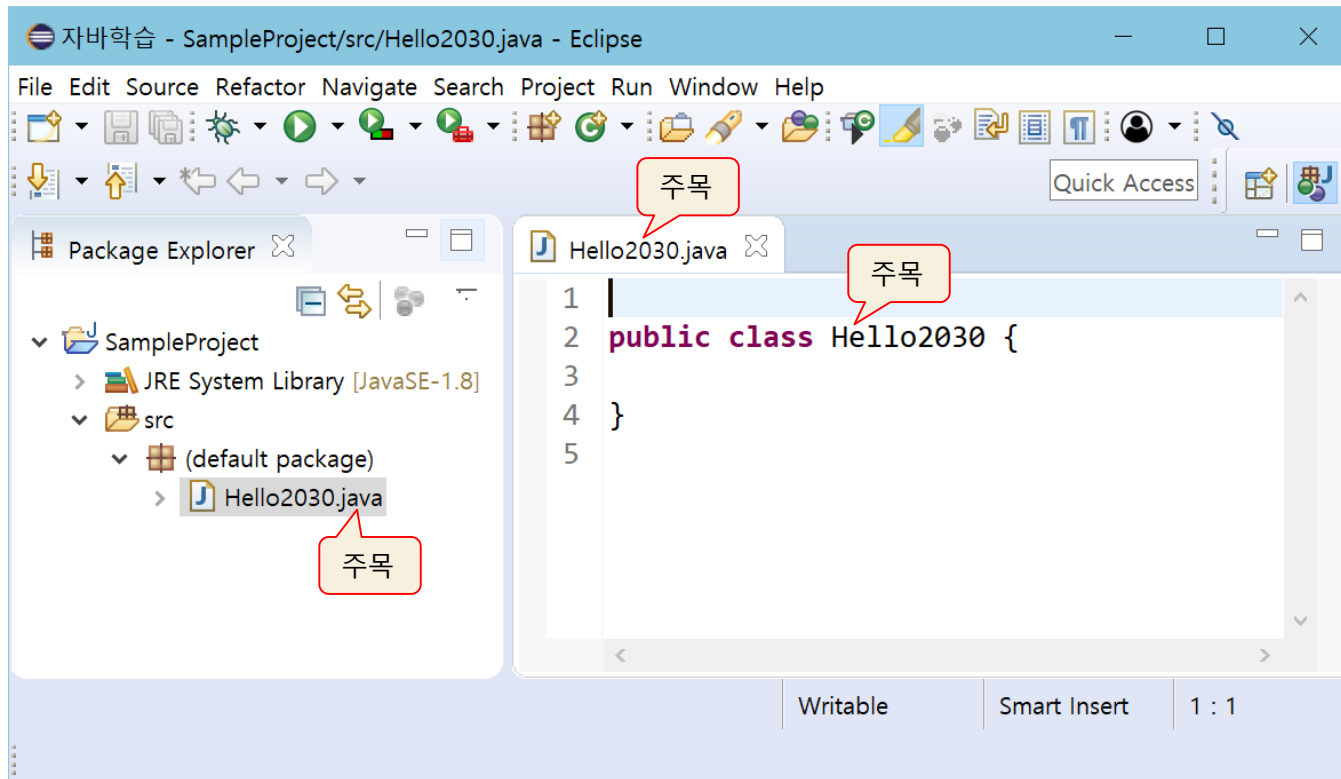 자바학습 - SampleProject/src/Hello2030.java - Eclipse
File Edit Source Refactor Navigate Search Project Run Window Help
Quick Access
주목
Package Explorer
SampleProject
JRE System Library [JavaSE-1.8]
src
(default package)
Hello2030.java
주목
Hello2030.java
주목
1
2 public class Hello2030 {
3
4 }
5
Writable Smart Insert 1 : 1